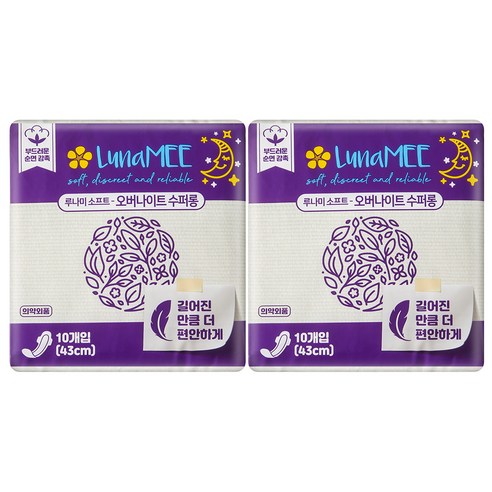 부드러운
순면 감촉
LunaMEE
soft, discreet and reliable
루나미 소프트 - 오버나이트 수퍼롱
의약외품
10개입
(43cm)
길어진
만큼 더
편안하게
부드러운
순면 감촉
LunaMEE
soft, discreet and reliable
루나미 소프트 - 오버나이트 수퍼롱
의약외품
10개입
(43cm)
길어진
만큼 더
편안하게